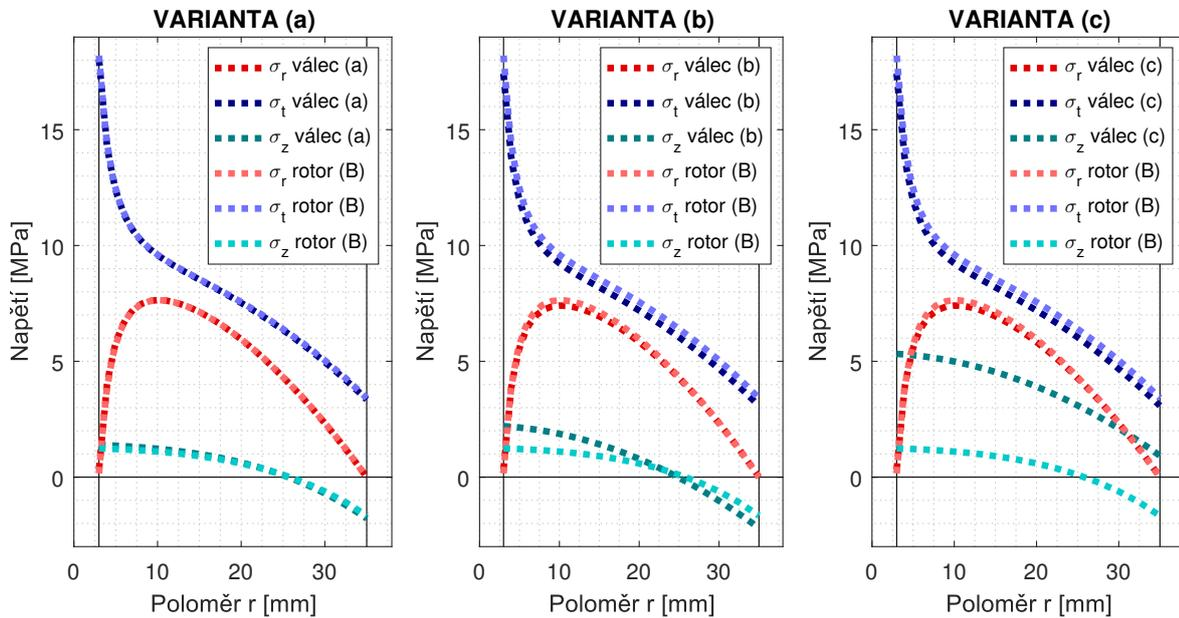 VARIANTA (a)
Napětí [MPa]
15
10
5
0
σr válec (a)
σt válec (a)
σz válec (a)
σr rotor (B)
σt rotor (B)
σz rotor (B)
0 10 20 30
Poloměr r [mm]
VARIANTA (b)
Napětí [MPa]
15
10
5
0
σr válec (b)
σt válec (b)
σz válec (b)
σr rotor (B)
σt rotor (B)
σz rotor (B)
0 10 20 30
Poloměr r [mm]
VARIANTA (c)
Napětí [MPa]
15
10
5
0
σr válec (c)
σt válec (c)
σz válec (c)
σr rotor (B)
σt rotor (B)
σz rotor (B)
0 10 20 30
Poloměr r [mm]